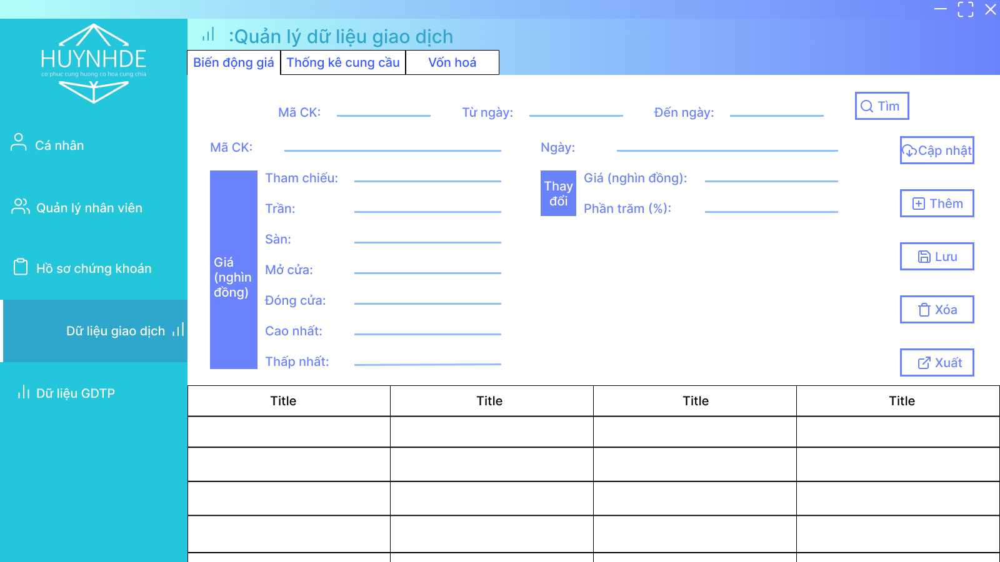 HUYNHDE
co phuc cung huong co hoa cung chia
Cá nhân
Quản lý nhân viên
Hồ sơ chứng khoán
Dữ liệu giao dịch
Dữ liệu GDTP
:Quản lý dữ liệu giao dịch
Biến động giá
Thống kê cung cầu
Vốn hoá
Mã CK:
Từ ngày:
Đến ngày:
Tìm
Mã CK:
Ngày:
Cập nhật
Giá
(nghìn
đồng)
Tham chiếu:
Trần:
Sàn:
Mở cửa:
Đóng cửa:
Cao nhất:
Thấp nhất:
Thay
đổi
Giá (nghìn đồng):
Phần trăm (%):
Thêm
Lưu
Xóa
Xuất
Title
Title
Title
Title